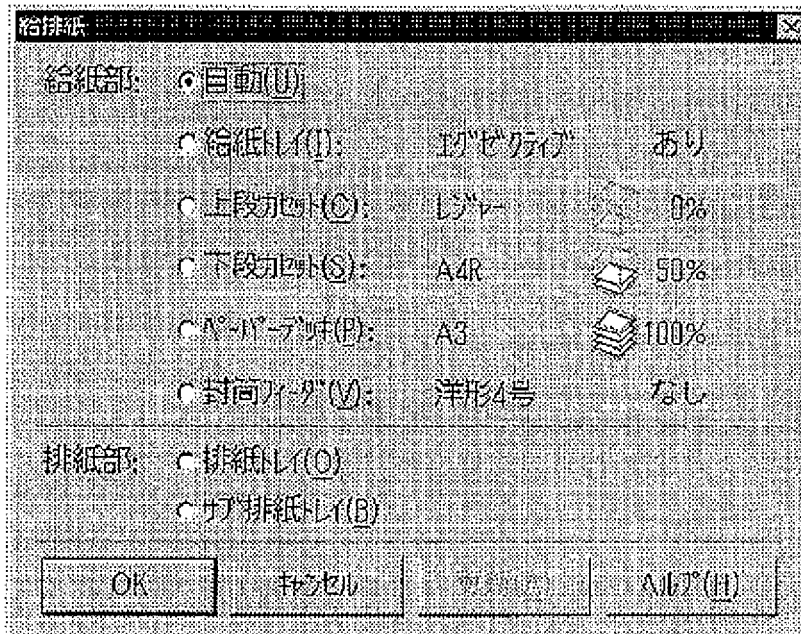 給排紙
給紙部: 自動(U)
給紙トレイ(I): エグゼクティブ あり
上段カセット(C): レジャー 0%
下段カセット(S): A4R 50%
ペーパーデッキ(P): A3 100%
封筒フィーダ(V): 洋形4号 なし
排紙部: 排紙トレイ(O)
サブ排紙トレイ(B)
OK キャンセル ヘルプ(H)